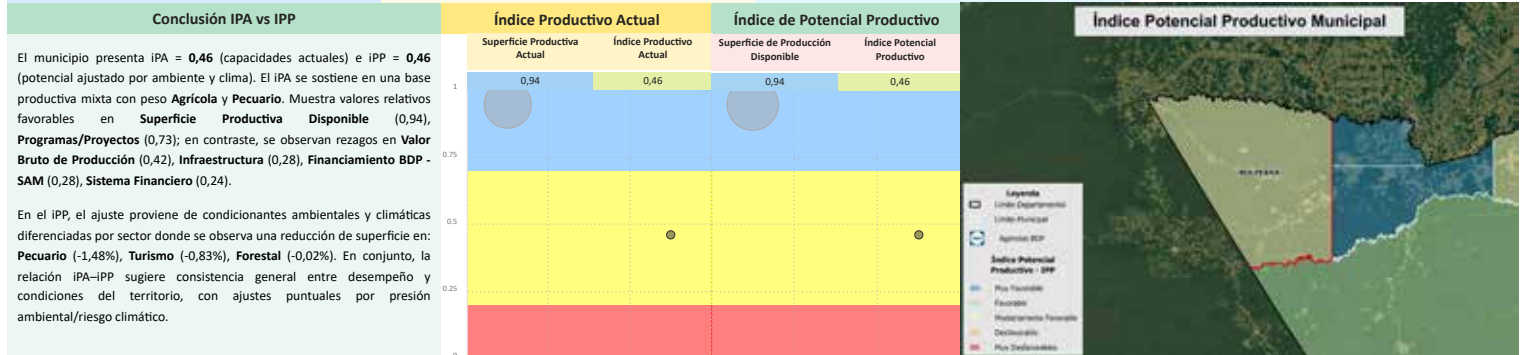 Conclusión IPA vs IPP
El municipio presenta iPA = 0,46 (capacidades actuales) e iPP = 0,46
(potencial ajustado por ambiente y clima). El iPA se sostiene en una base
productiva mixta con peso Agrícola y Pecuario. Muestra valores relativos
favorables en Superficie Productiva Disponible (0,94),
Programas/Proyectos (0,73); en contraste, se observan rezagos en Valor
Bruto de Producción (0,42), Infraestructura (0,28), Financiamiento BDP -
SAM (0,28), Sistema Financiero (0,24).
En el iPP, el ajuste proviene de condicionantes ambientales y climáticas
diferenciadas por sector donde se observa una reducción de superficie en:
Pecuario (-1,48%), Turismo (-0,83%), Forestal (-0,02%). En conjunto, la
relación iPA–iPP sugiere consistencia general entre desempeño y
condiciones del territorio, con ajustes puntuales por presión
ambiental/riesgo climático.
Índice Productivo Actual
Índice de Potencial Productivo
Superficie Productiva
Actual
Índice Productivo
Actual
Superficie de Producción
Disponible
Índice Potencial
Productivo
0,94
0,46
0,94
0,46
1
0.75
0.5
0.25
0
Índice Potencial Productivo Municipal
Leyenda
Límite Departamental
Límite Municipal
Agencias BDP
Índice Potencial
Productivo - IPP
Muy Favorable
Favorable
Moderadamente Favorable
Desfavorable
Muy Desfavorable